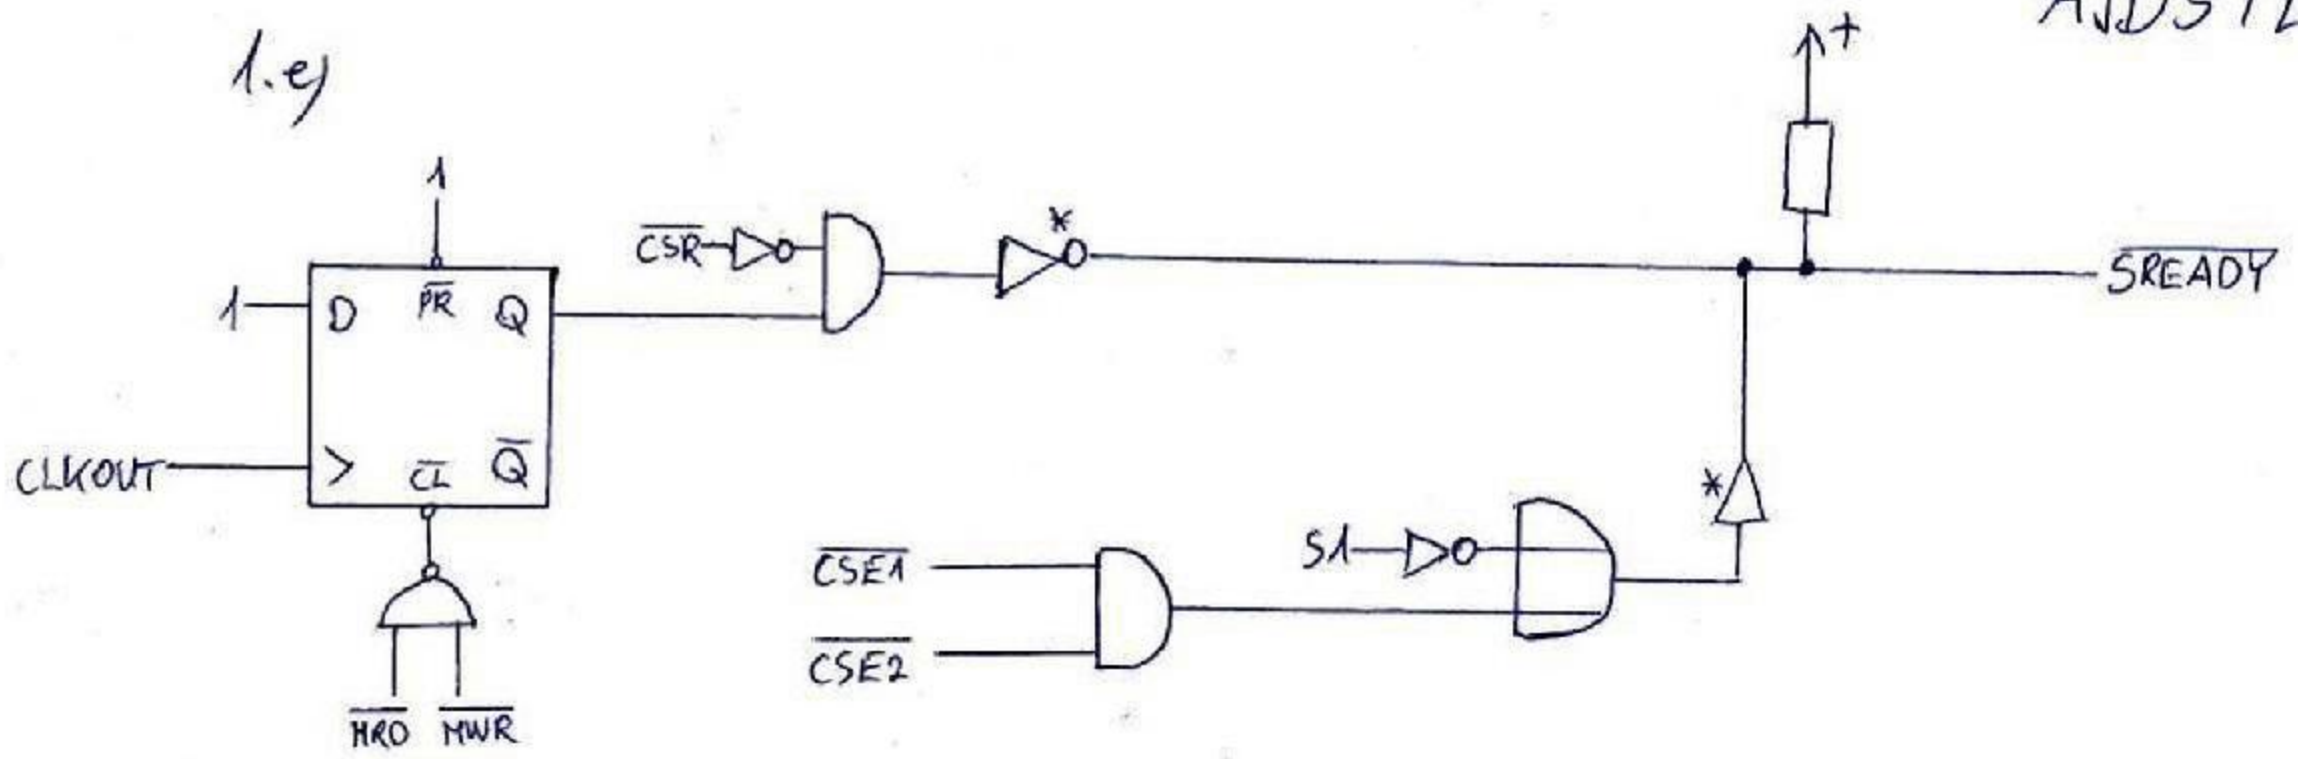 1.e)
+
1
CSR
*
SREADY
1
D
PR
Q
CLKOUT
>
CL
Q
*
S1
CSE1
CSE2
MRD MWR